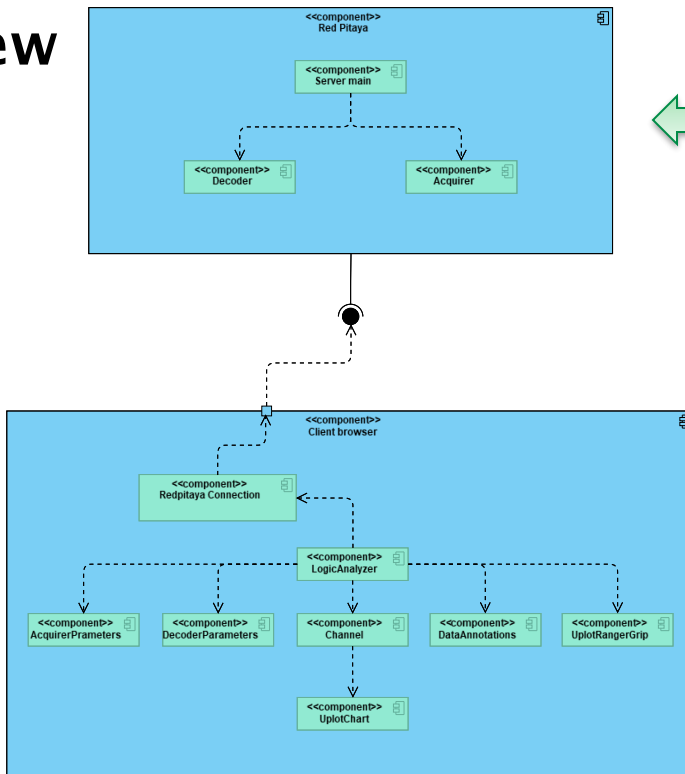 ew
<<component>>
Red Pitaya
<<component>>
Server main
<<component>>
Decoder
<<component>>
Acquirer
<<component>>
Client browser
<<component>>
Redpitaya Connection
<<component>>
LogicAnalyzer
<<component>>
AcquirerPrameters
<<component>>
DecoderParameters
<<component>>
Channel
<<component>>
DataAnnotations
<<component>>
UplotRangerGrip
<<component>>
UplotChart